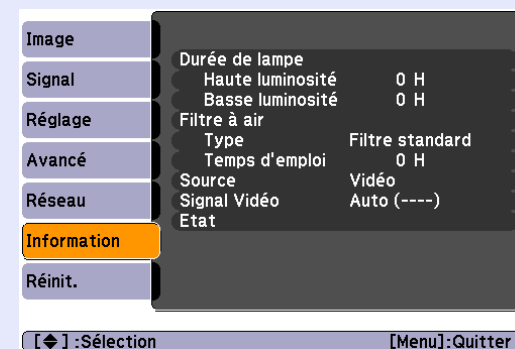 Image
Signal
Réglage
Avancé
Réseau
Information
Réinit.
Durée de lampe
Haute luminosité 0 H
Basse luminosité 0 H
Filtre à air
Type Filtre standard
Temps d'emploi 0 H
Source Vidéo
Signal Vidéo Auto (----)
Etat
[◆] :Sélection [Menu]:Quitter